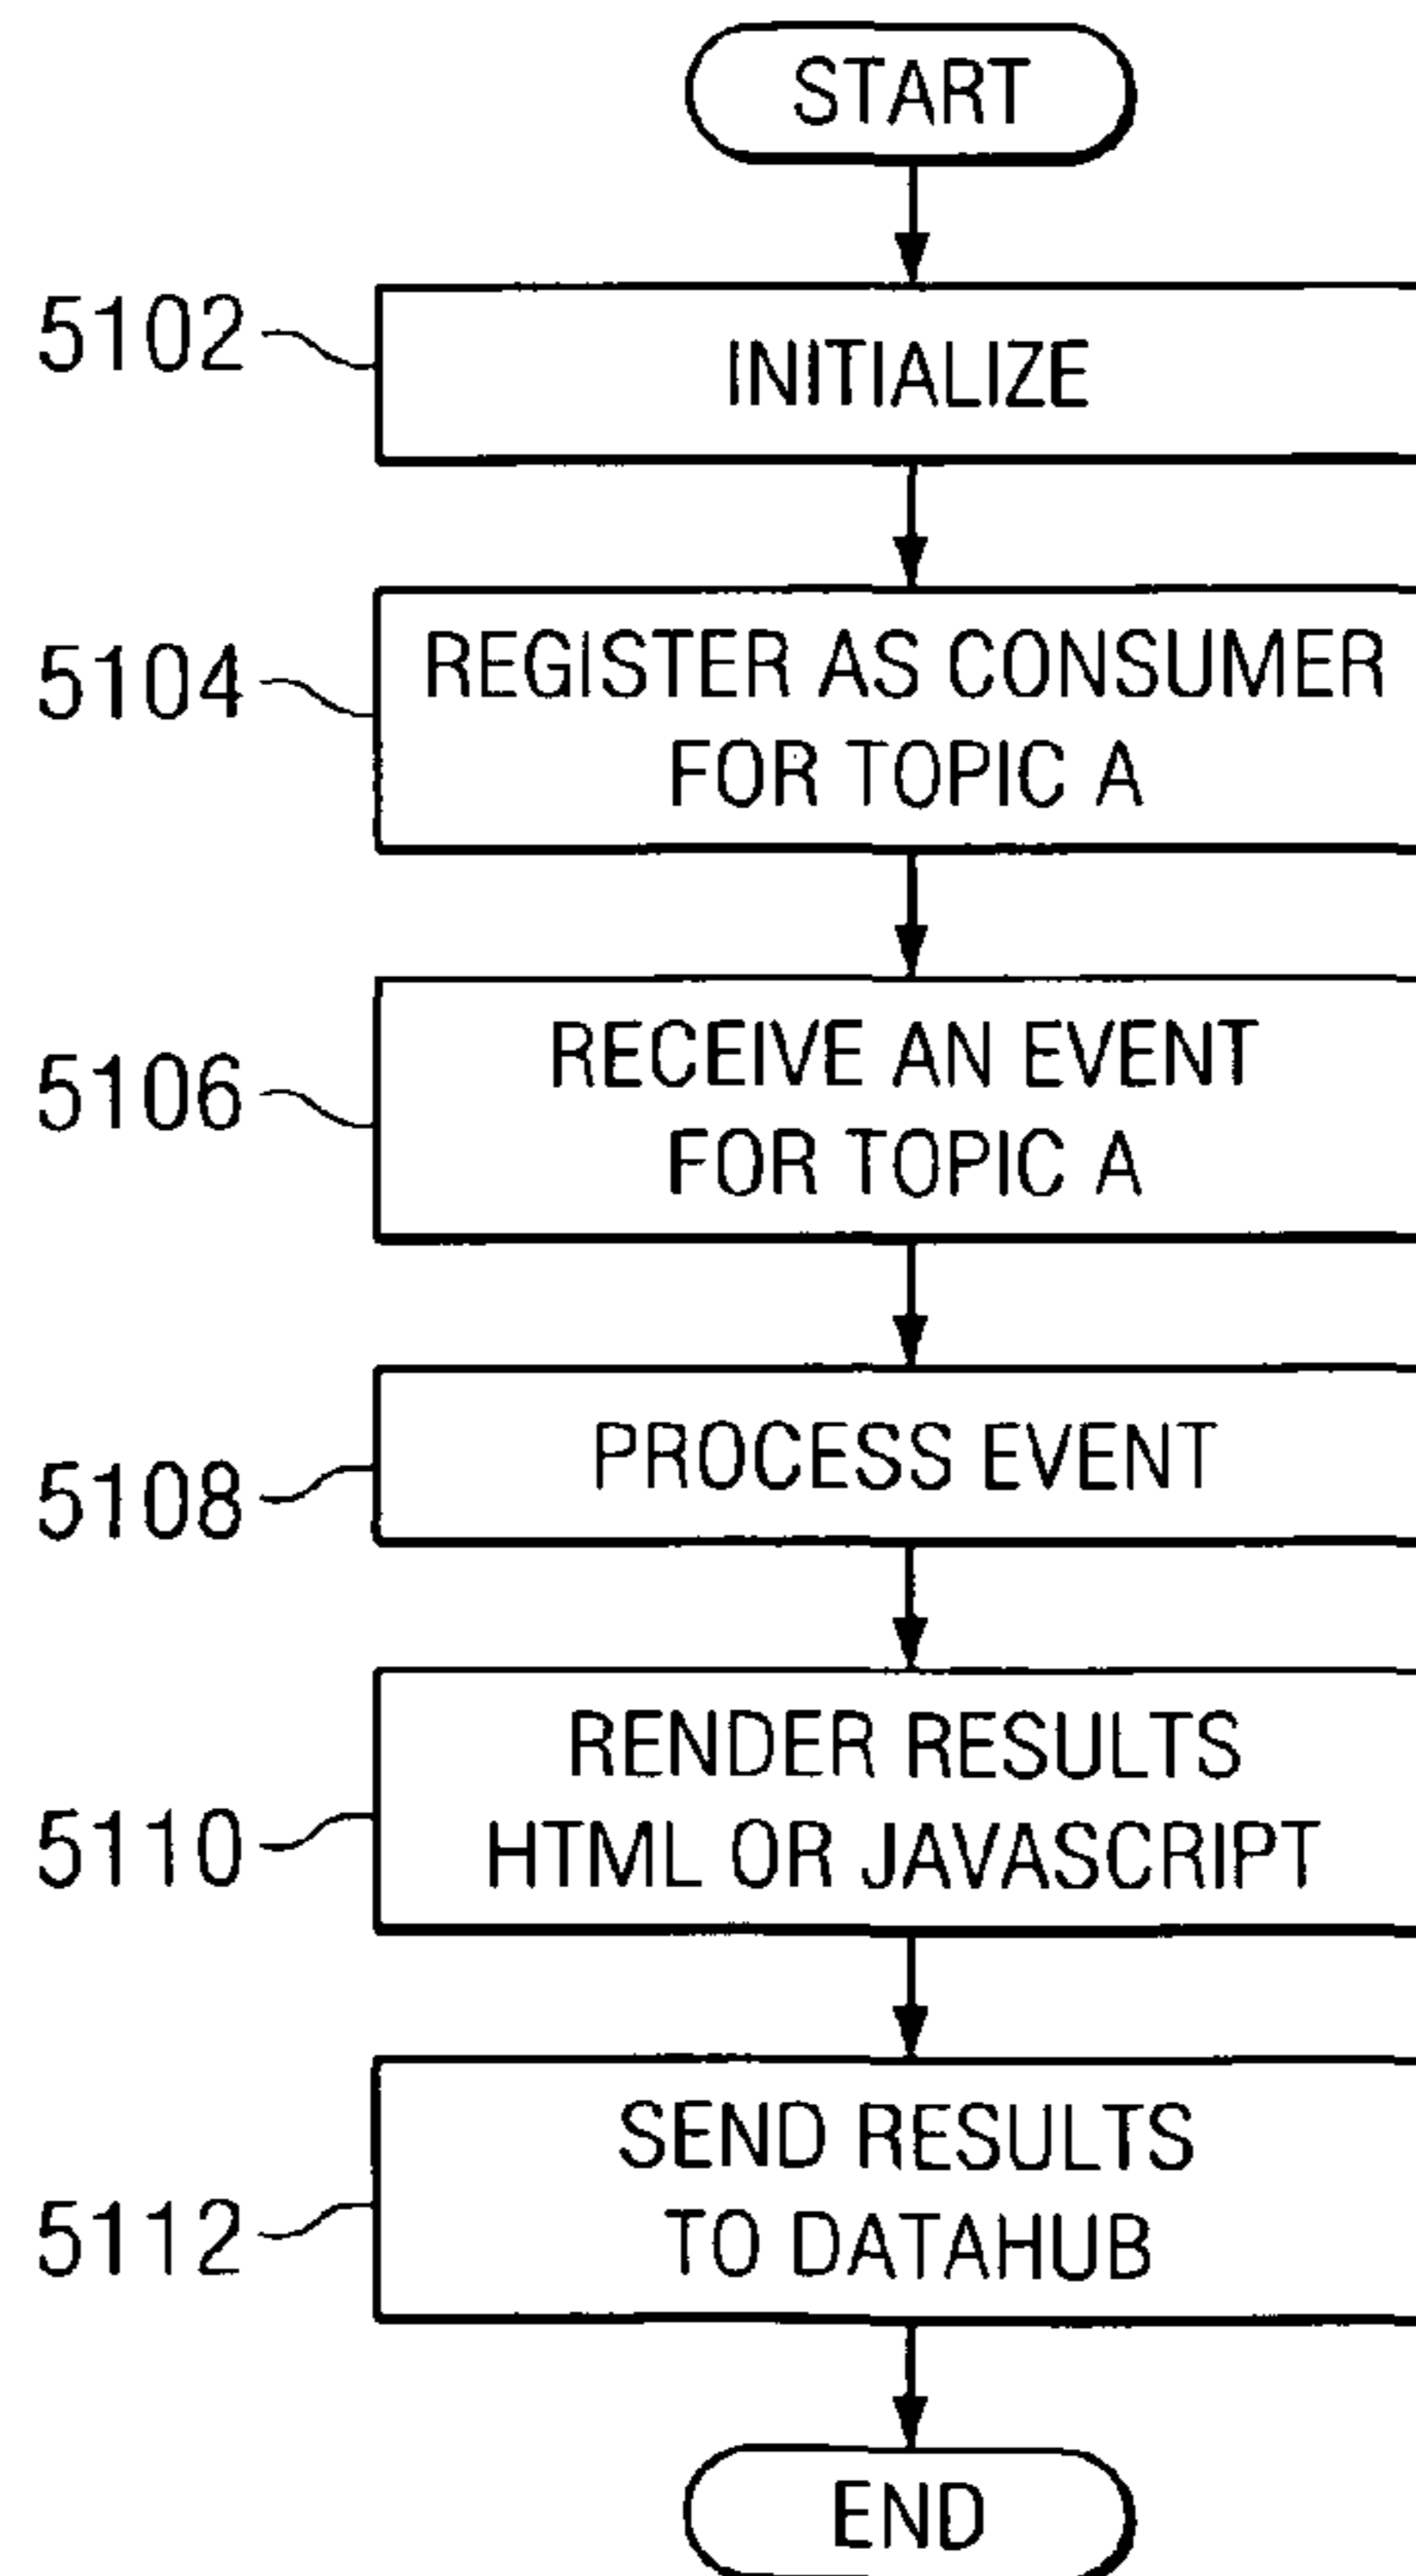 START
5102
INITIALIZE
5104
REGISTER AS CONSUMER
FOR TOPIC A
5106
RECEIVE AN EVENT
FOR TOPIC A
5108
PROCESS EVENT
5110
RENDER RESULTS
HTML OR JAVASCRIPT
5112
SEND RESULTS
TO DATAHUB
END